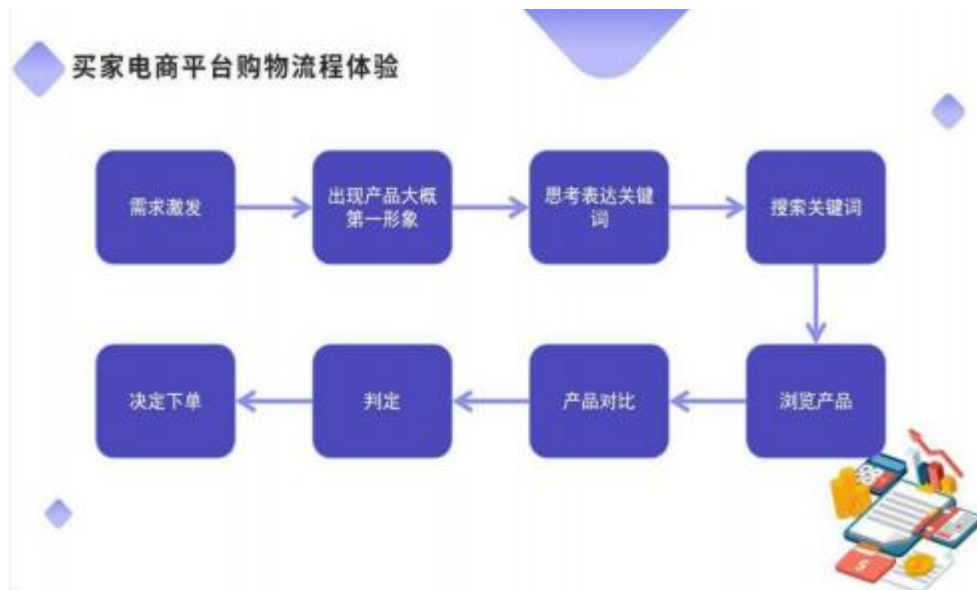 买家电商平台购物流程体验
需求激发
出现产品大概
第一形象
思考表达关键
词
搜索关键词
浏览产品
产品对比
判定
决定下单